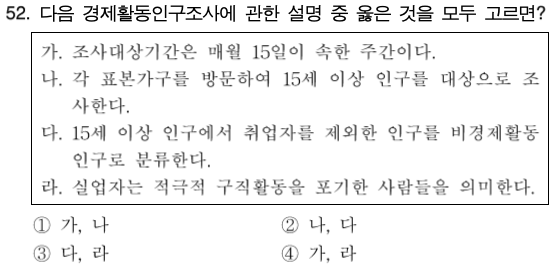 52. 다음 경제활동인구조사에 관한 설명 중 옳은 것을 모두 고르면?
가. 조사대상기간은 매월 15일이 속한 주간이다.
나. 각 표본가구를 방문하여 15세 이상 인구를 대상으로 조
사한다.
다. 15세 이상 인구에서 취업자를 제외한 인구를 비경제활동
인구로 분류한다.
라. 실업자는 적극적 구직활동을 포기한 사람들을 의미한다.
① 가, 나 ② 나, 다
③ 다, 라 ④ 가, 라